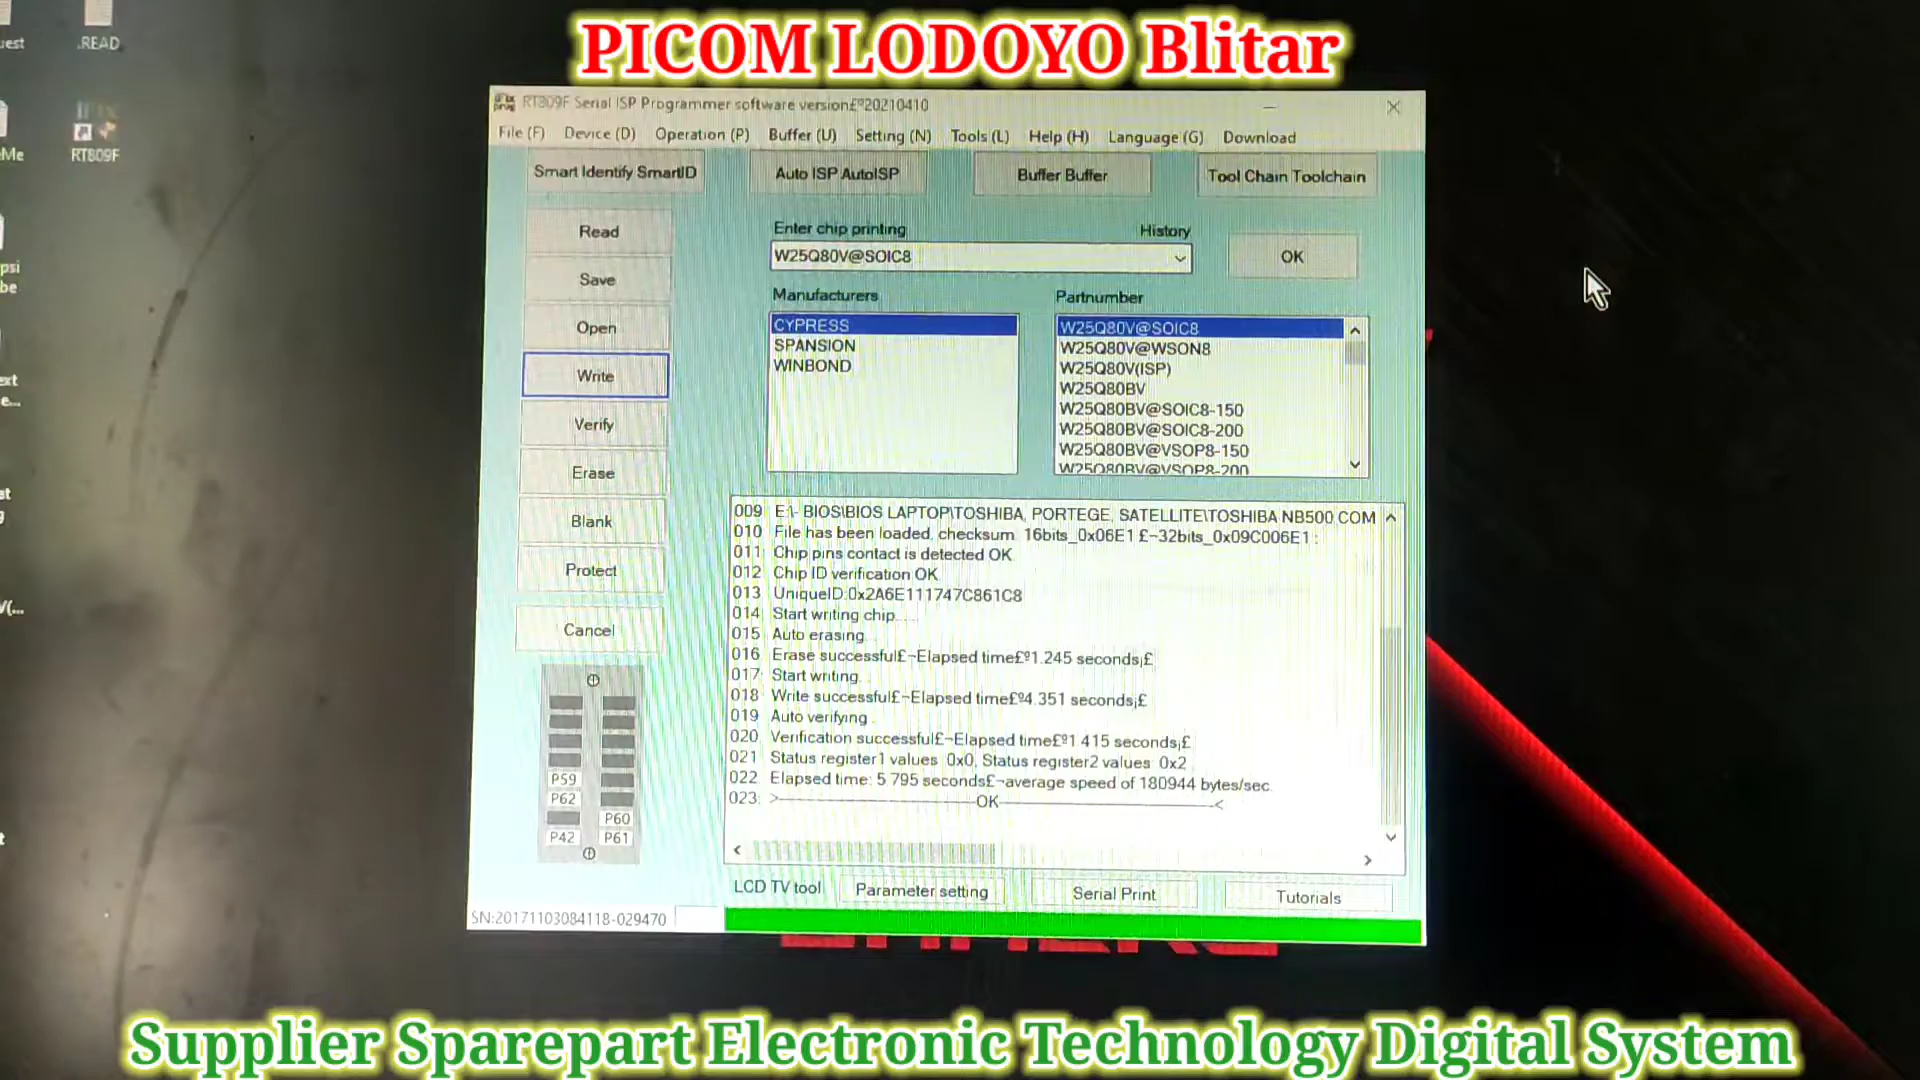 PICOM LODOYO Blitar
uest
.READ
eMe
RT809F
RT809F Serial ISP Programmer software version£º20210410
File (F) Device (D) Operation (P) Buffer (U) Setting (N) Tools (L) Help (H) Language (G) Download
Smart Identify SmartID
Auto ISP AutoISP
Buffer Buffer
Tool Chain Toolchain
Read
Save
Open
Write
Verify
Erase
Blank
Protect
Cancel
Enter chip printing
History
W25Q80V@SOIC8
OK
Manufacturers
CYPRESS
SPANSION
WINBOND
Partnumber
W25Q80V@SOIC8
W25Q80V@WSON8
W25Q80V(ISP)
W25Q80BV
W25Q80BV@SOIC8-150
W25Q80BV@SOIC8-200
W25Q80BV@VSOP8-150
W25Q80BV@VSOP8-200
009 E:\- BIOS\BIOS LAPTOP\TOSHIBA, PORTEGE, SATELLITE\TOSHIBA NB500 COM
010 File has been loaded, checksum: 16bits_0x06E1 £¬32bits_0x09C006E1 :
011: Chip pins contact is detected OK
012 Chip ID verification OK
013 UniqueID:0x2A6E111747C861C8
014 Start writing chip.....
015 Auto erasing..
016 Erase successful£¬Elapsed time£º1.245 seconds¡£
017: Start writing..
018 Write successful£¬Elapsed time£º4.351 seconds¡£
019 Auto verifying .
020 Verification successful£¬Elapsed time£º1.415 seconds¡£
021 Status register1 values: 0x0, Status register2 values: 0x2
022 Elapsed time: 5.795 seconds£¬average speed of 180944 bytes/sec.
023: >----------OK----------<
P59
P62
P60
P42 P61
LCD TV tool
Parameter setting
Serial Print
Tutorials
SN:20171103084118-029470
Supplier Sparepart Electronic Technology Digital System